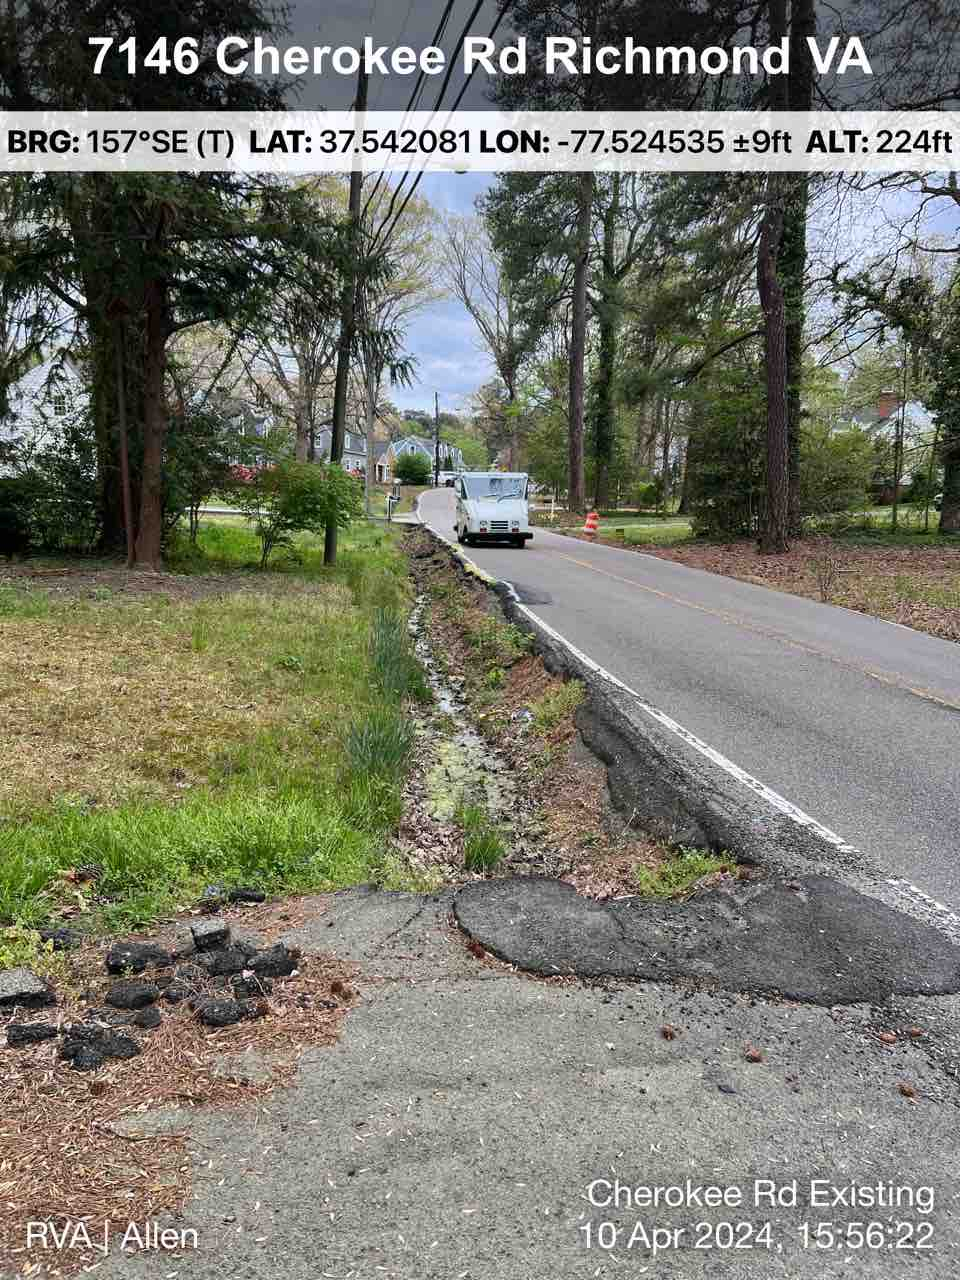 7146 Cherokee Rd Richmond VA
BRG: 157°SE (T) LAT: 37.542081 LON: -77.524535 ±9ft ALT: 224ft
Cherokee Rd Existing
RVA | Allen 10 Apr 2024, 15:56:22